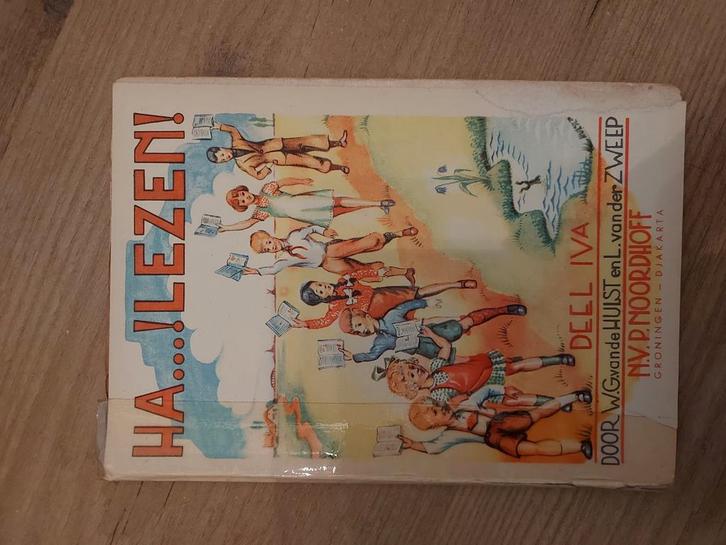 HA...!LEZEN!
DEEL IVA
DOOR W.G. van de HULST en L. van der ZWEEP
N.V. P. NOORDHOFF
GRONINGEN – DJAKARTA